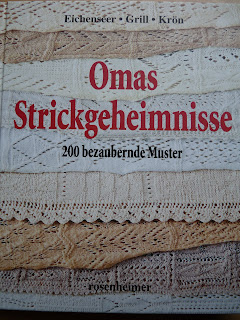 Eichenseer • Grill • Krön
Omas
Strickgeheimnisse
200 bezaubernde Muster
rosenheimer